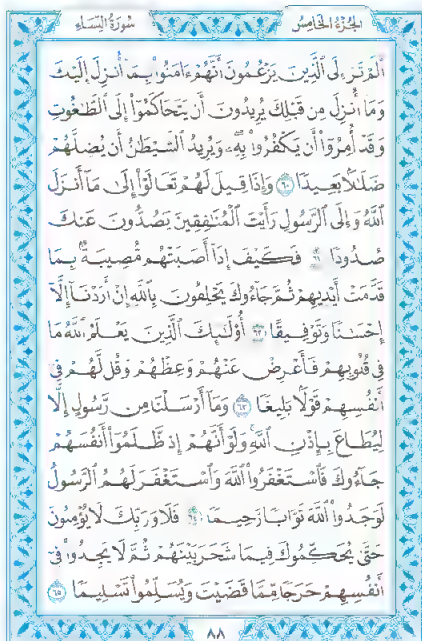 الجزء الخامس
سورة النساء
أَلَمْ تَرَ إِلَى ٱلَّذِينَ يَزْعُمُونَ أَنَّهُمْ ءَامَنُوا۟ بِمَآ أُنزِلَ إِلَيْكَ
وَمَآ أُنزِلَ مِن قَبْلِكَ يُرِيدُونَ أَن يَتَحَاكَمُوٓا۟ إِلَى ٱلطَّٰغُوتِ
وَقَدْ أُمِرُوٓا۟ أَن يَكْفُرُوا۟ بِهِۦ وَيُرِيدُ ٱلشَّيْطَٰنُ أَن يُضِلَّهُمْ
ضَلَٰلًۢا بَعِيدًا ٦٠ وَإِذَا قِيلَ لَهُمْ تَعَالَوْا۟ إِلَىٰ مَآ أَنزَلَ
ٱللَّهُ وَإِلَى ٱلرَّسُولِ رَأَيْتَ ٱلْمُنَٰفِقِينَ يَصُدُّونَ عَنكَ
صُدُودًا ٦١ فَكَيْفَ إِذَآ أَصَٰبَتْهُم مُّصِيبَةٌۢ بِمَا
قَدَّمَتْ أَيْدِيهِمْ ثُمَّ جَآءُوكَ يَحْلِفُونَ بِٱللَّهِ إِنْ أَرَدْنَآ إِلَّآ
إِحْسَٰنًا وَتَوْفِيقًا ٦٢ أُو۟لَٰٓئِكَ ٱلَّذِينَ يَعْلَمُ ٱللَّهُ مَا
فِى قُلُوبِهِمْ فَأَعْرِضْ عَنْهُمْ وَعِظْهُمْ وَقُل لَّهُمْ فِىٓ
أَنفُسِهِمْ قَوْلًۢا بَلِيغًا ٦٣ وَمَآ أَرْسَلْنَا مِن رَّسُولٍ إِلَّا
لِيُطَاعَ بِإِذْنِ ٱللَّهِ وَلَوْ أَنَّهُمْ إِذ ظَّلَمُوٓا۟ أَنفُسَهُمْ
جَآءُوكَ فَٱسْتَغْفَرُوا۟ ٱللَّهَ وَٱسْتَغْفَرَ لَهُمُ ٱلرَّسُولُ
لَوَجَدُوا۟ ٱللَّهَ تَوَّابًا رَّحِيمًا ٦٤ فَلَا وَرَبِّكَ لَا يُؤْمِنُونَ
حَتَّىٰ يُحَكِّمُوكَ فِيمَا شَجَرَ بَيْنَهُمْ ثُمَّ لَا يَجِدُوا۟ فِىٓ
أَنفُسِهِمْ حَرَجًا مِّمَّا قَضَيْتَ وَيُسَلِّمُوا۟ تَسْلِيمًا ٦٥
٨٨